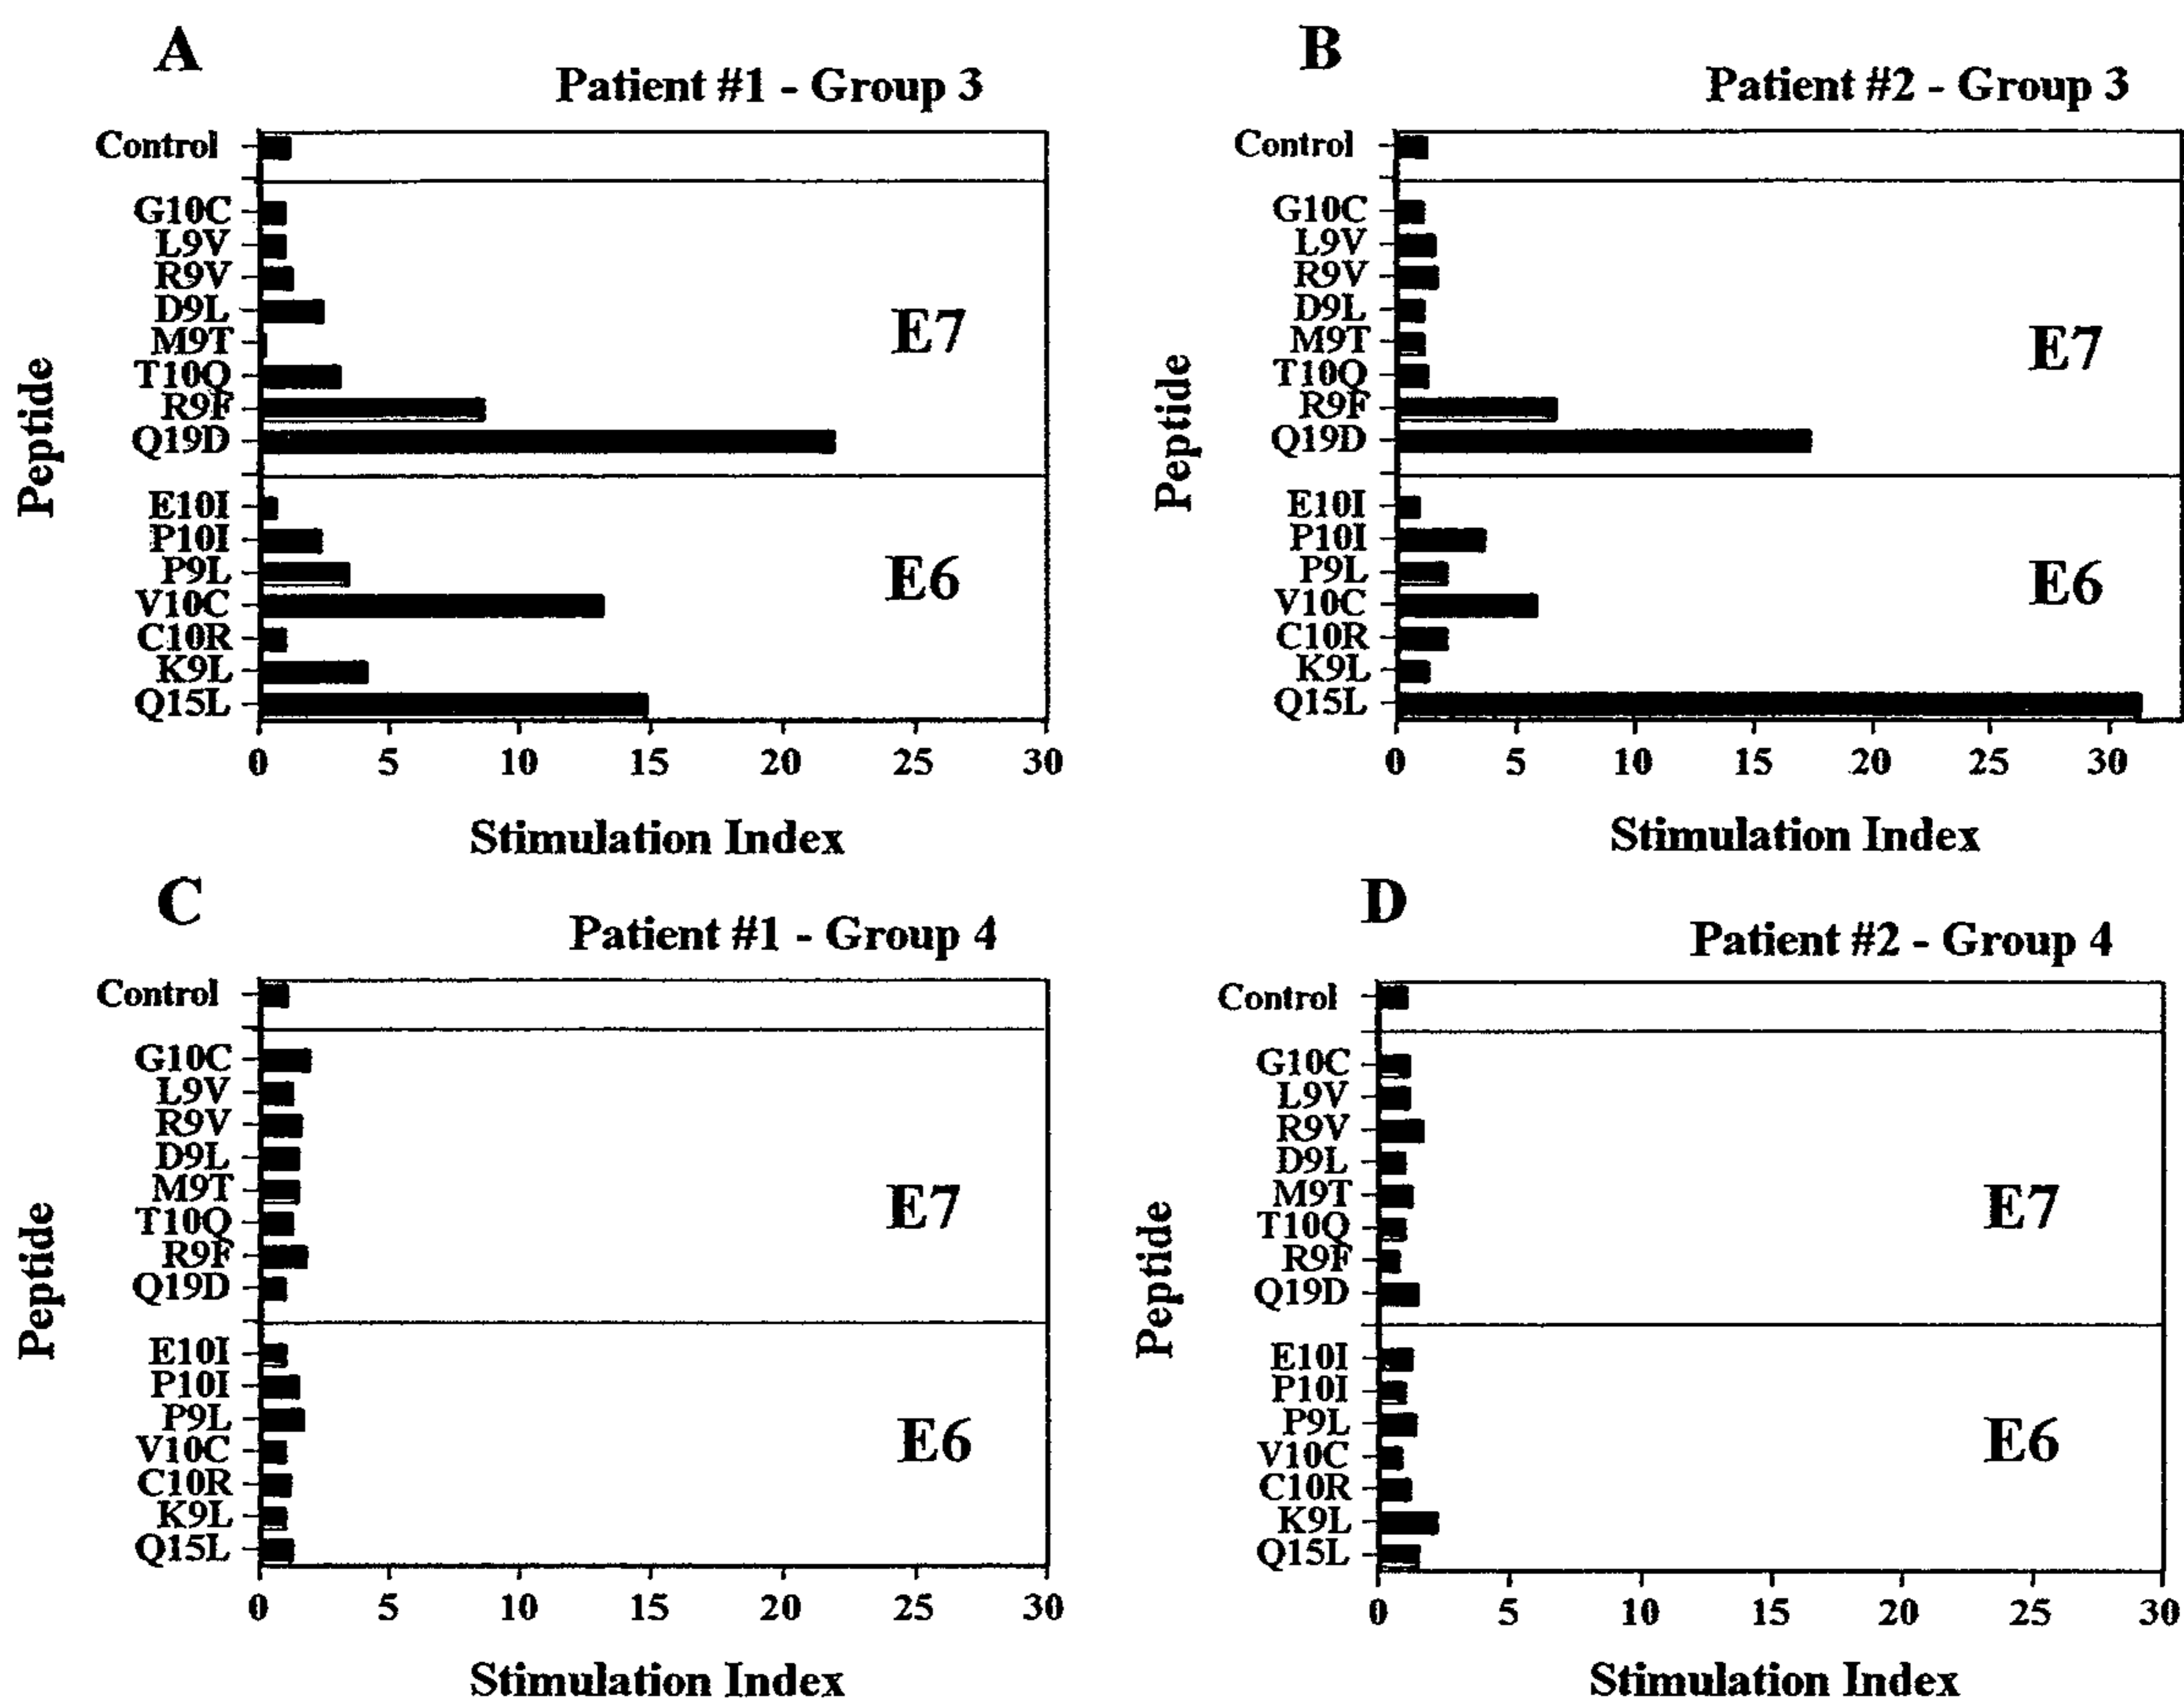 A
Patient #1 - Group 3
Control
G10C
L9V
R9V
D9L
M9T
T10Q
R9F
Q19D
E7
E10I
P10I
P9L
V10C
C10R
K9L
Q15L
E6
Peptide
0 5 10 15 20 25 30
Stimulation Index
B
Patient #2 - Group 3
Control
G10C
L9V
R9V
D9L
M9T
T10Q
R9F
Q19D
E7
E10I
P10I
P9L
V10C
C10R
K9L
Q15L
E6
Peptide
0 5 10 15 20 25 30
Stimulation Index
C
Patient #1 - Group 4
Control
G10C
L9V
R9V
D9L
M9T
T10Q
R9F
Q19D
E7
E10I
P10I
P9L
V10C
C10R
K9L
Q15L
E6
Peptide
0 5 10 15 20 25 30
Stimulation Index
D
Patient #2 - Group 4
Control
G10C
L9V
R9V
D9L
M9T
T10Q
R9F
Q19D
E7
E10I
P10I
P9L
V10C
C10R
K9L
Q15L
E6
Peptide
0 5 10 15 20 25 30
Stimulation Index